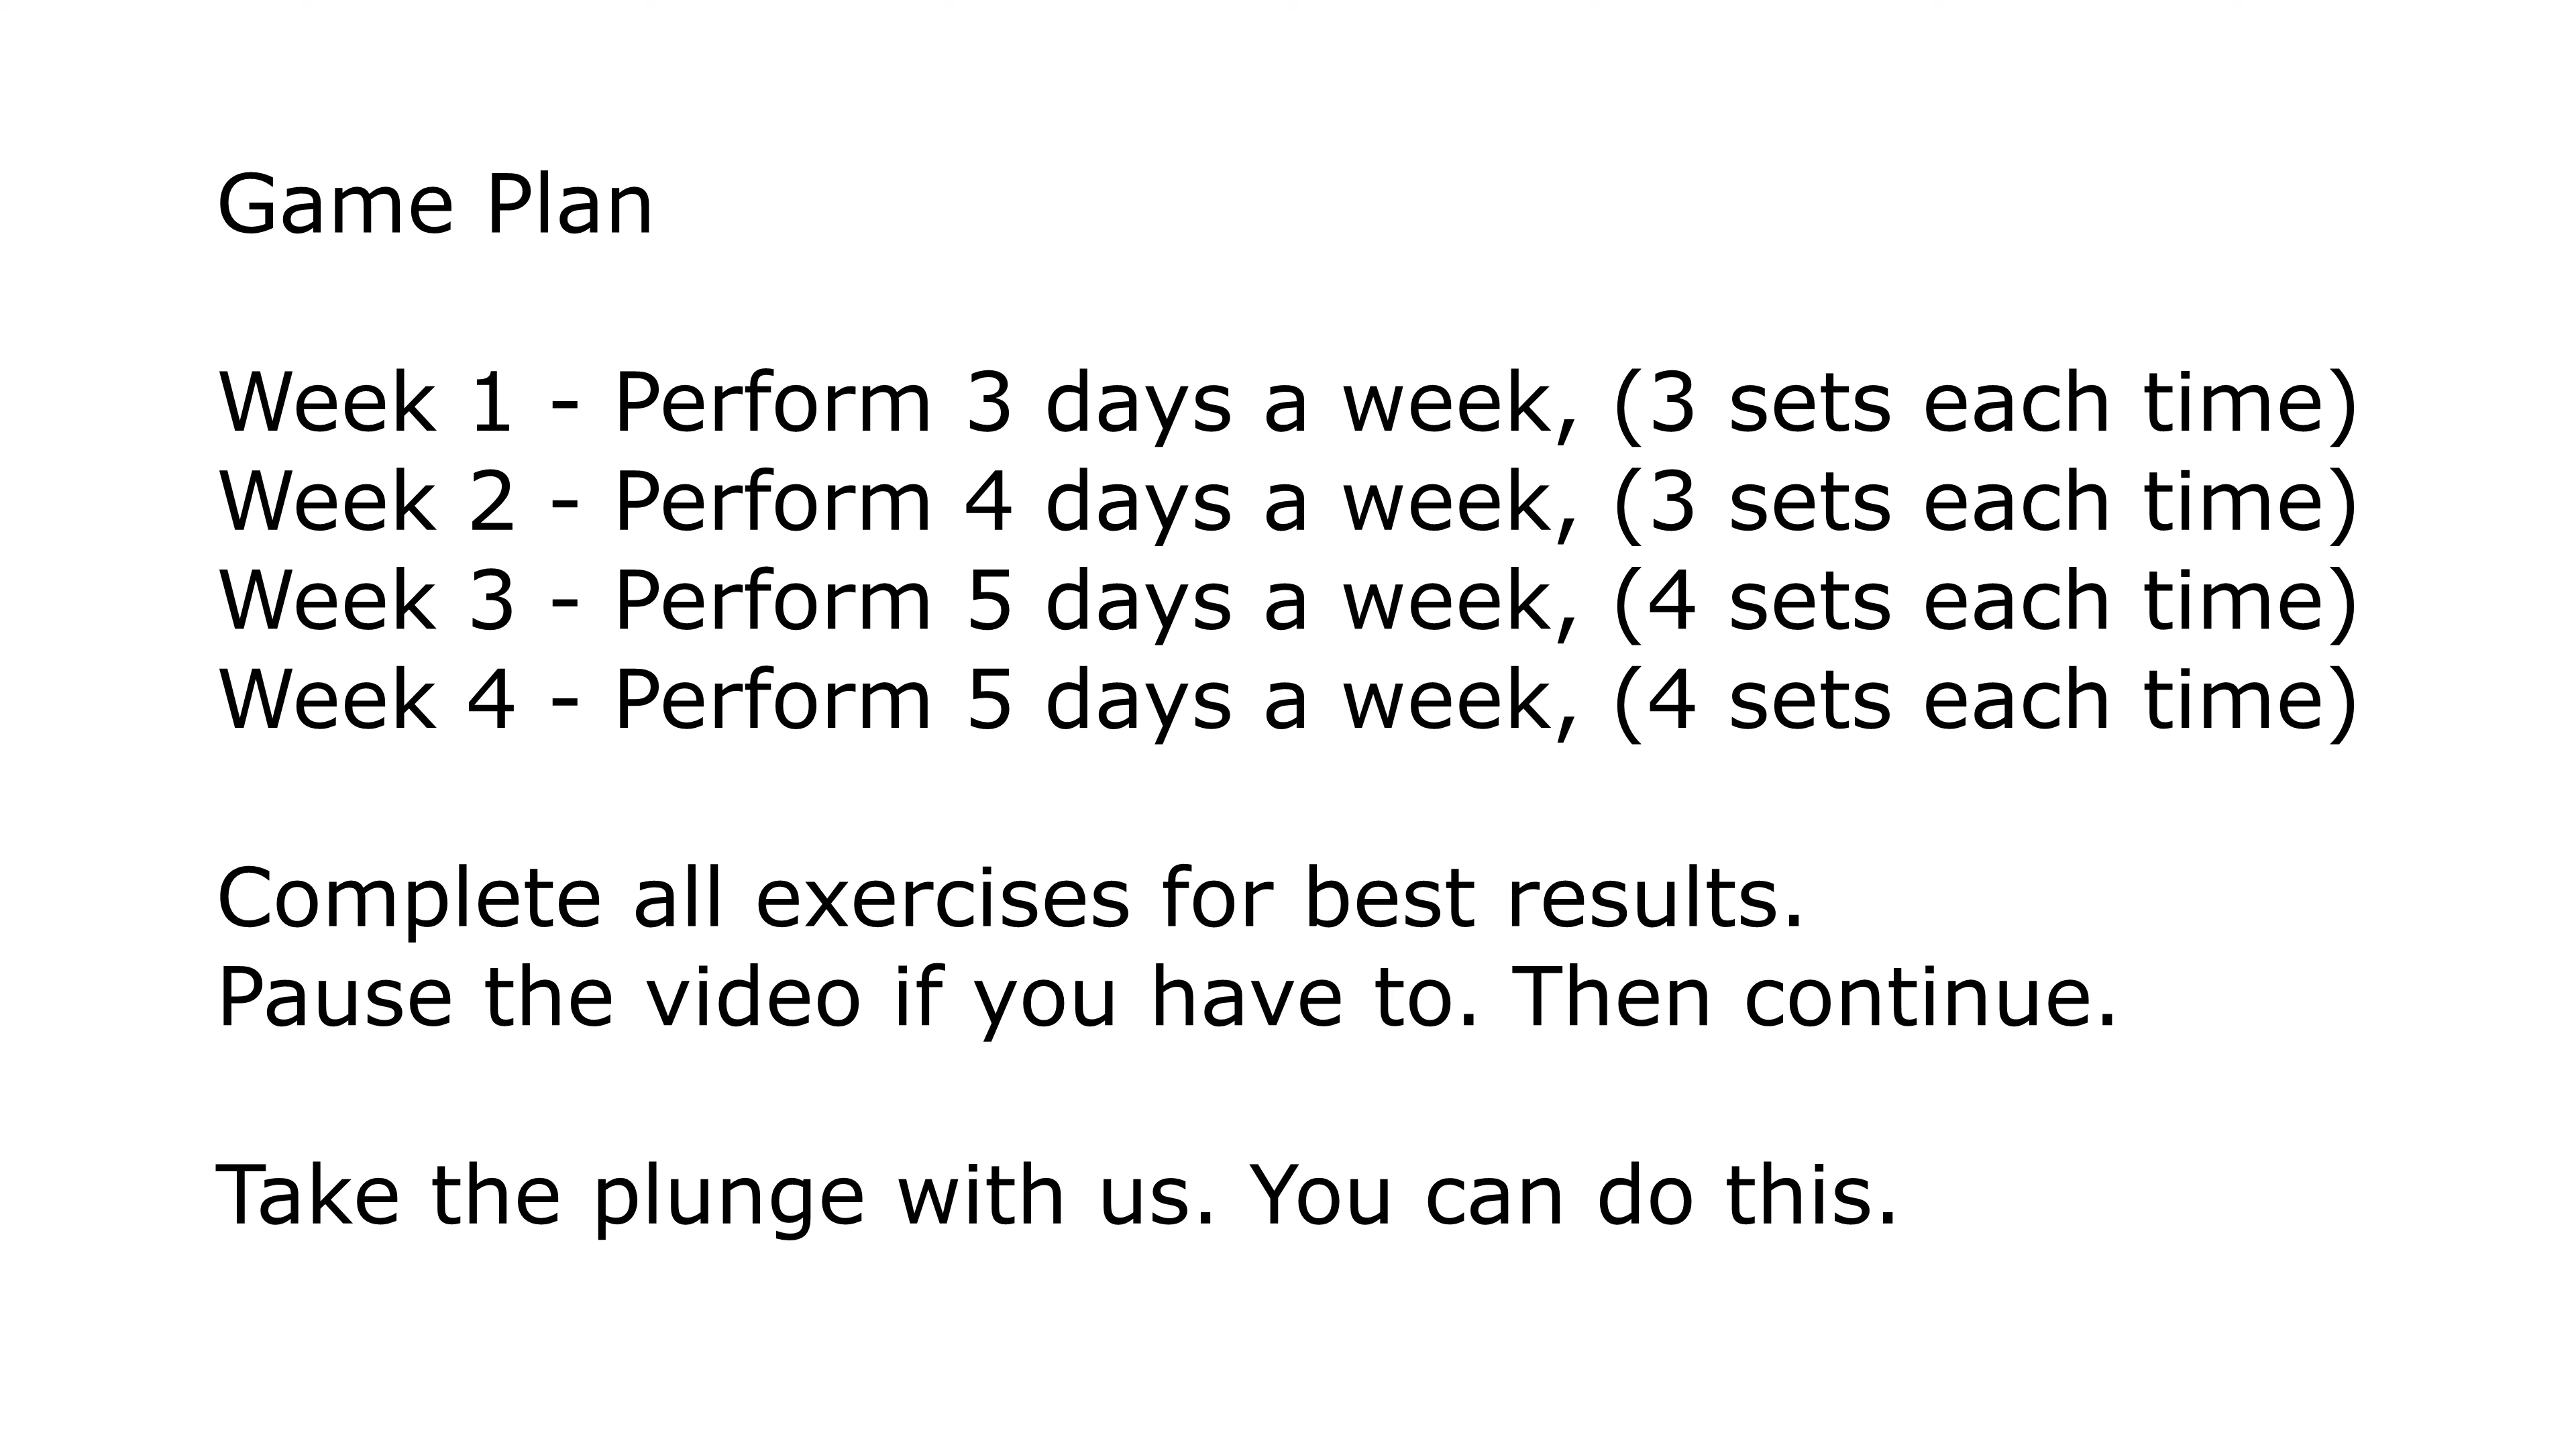 Game Plan
Week 1 - Perform 3 days a week, (3 sets each time)
Week 2 - Perform 4 days a week, (3 sets each time)
Week 3 - Perform 5 days a week, (4 sets each time)
Week 4 - Perform 5 days a week, (4 sets each time)
Complete all exercises for best results.
Pause the video if you have to. Then continue.
Take the plunge with us. You can do this.